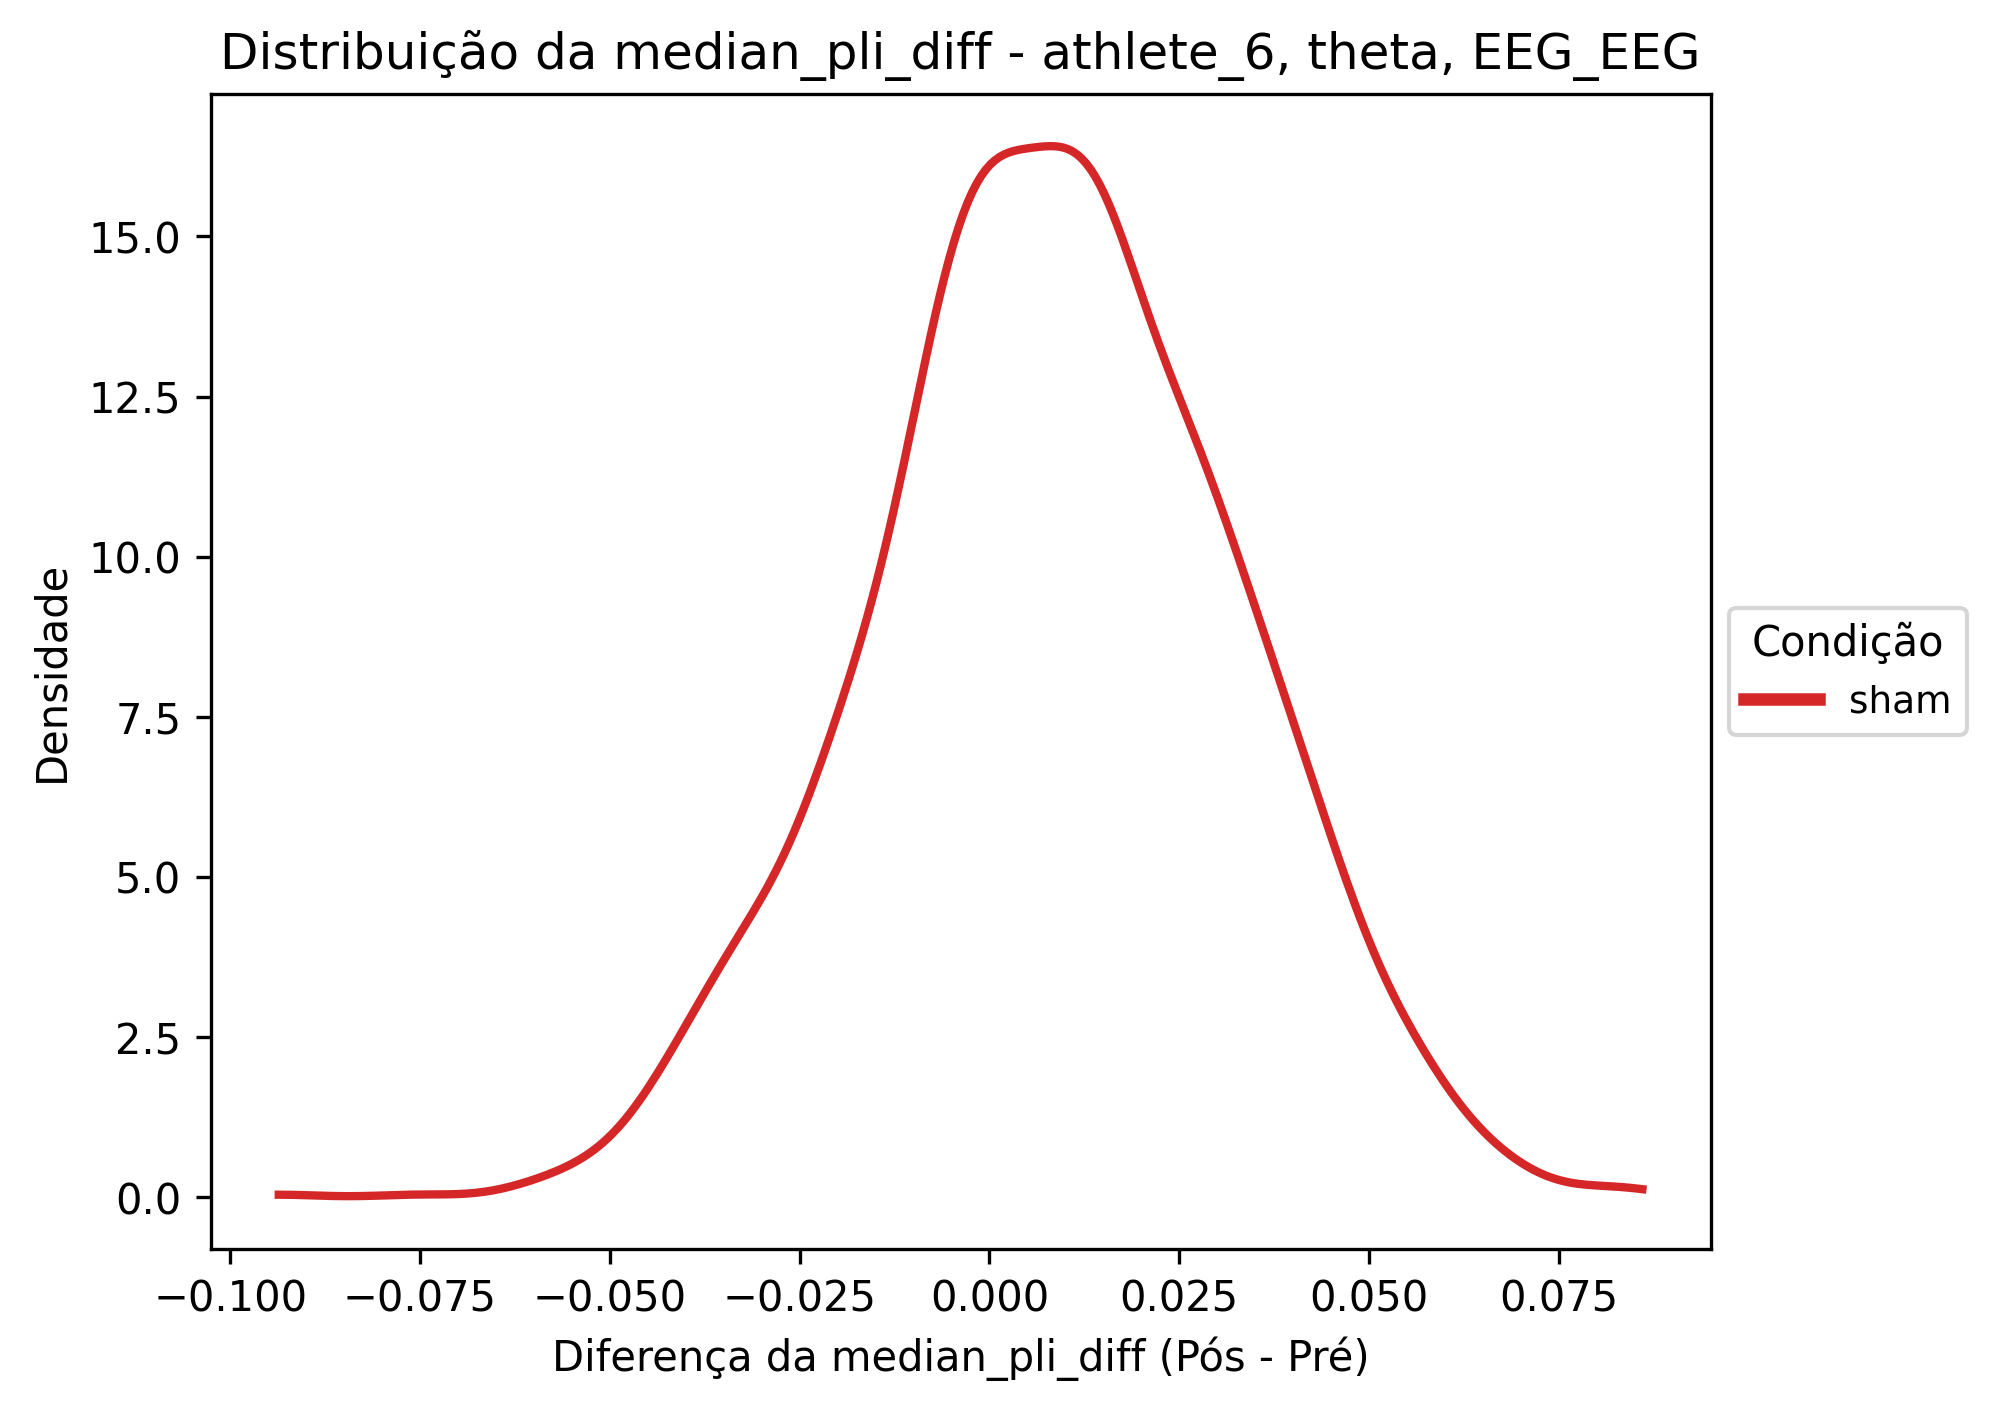 Distribuição da median_pli_diff - athlete_6, theta, EEG_EEG
Densidade
15.0
12.5
10.0
7.5
5.0
2.5
0.0
−0.100 −0.075 −0.050 −0.025 0.000 0.025 0.050 0.075
Diferença da median_pli_diff (Pós - Pré)
Condição
sham